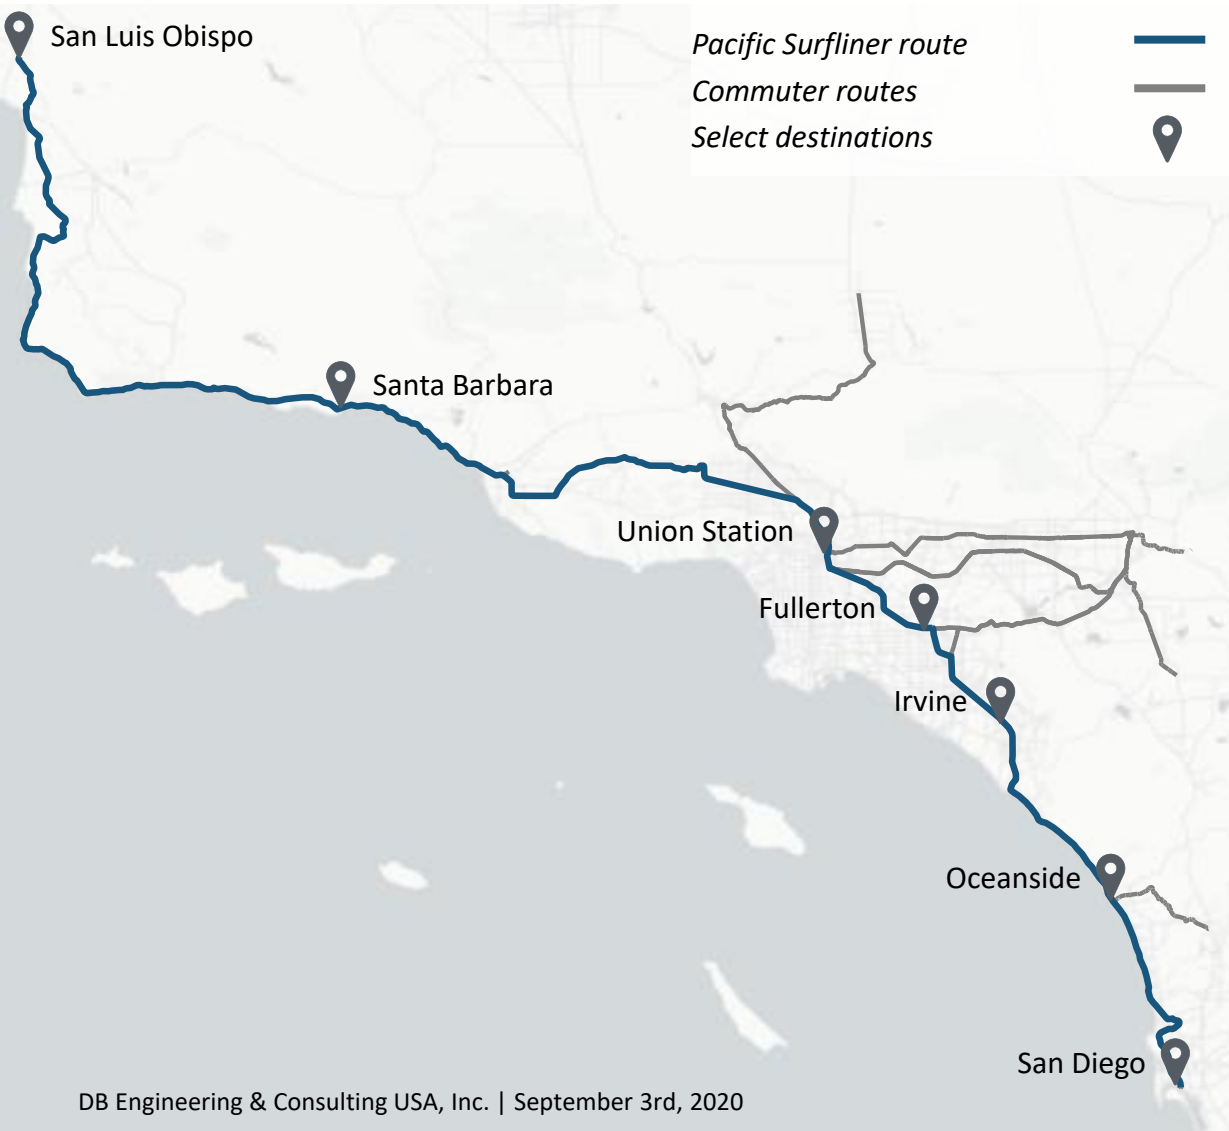 San Luis Obispo
Pacific Surfliner route
Commuter routes
Select destinations
Santa Barbara
Union Station
Fullerton
Irvine
Oceanside
San Diego
DB Engineering & Consulting USA, Inc. | September 3rd, 2020